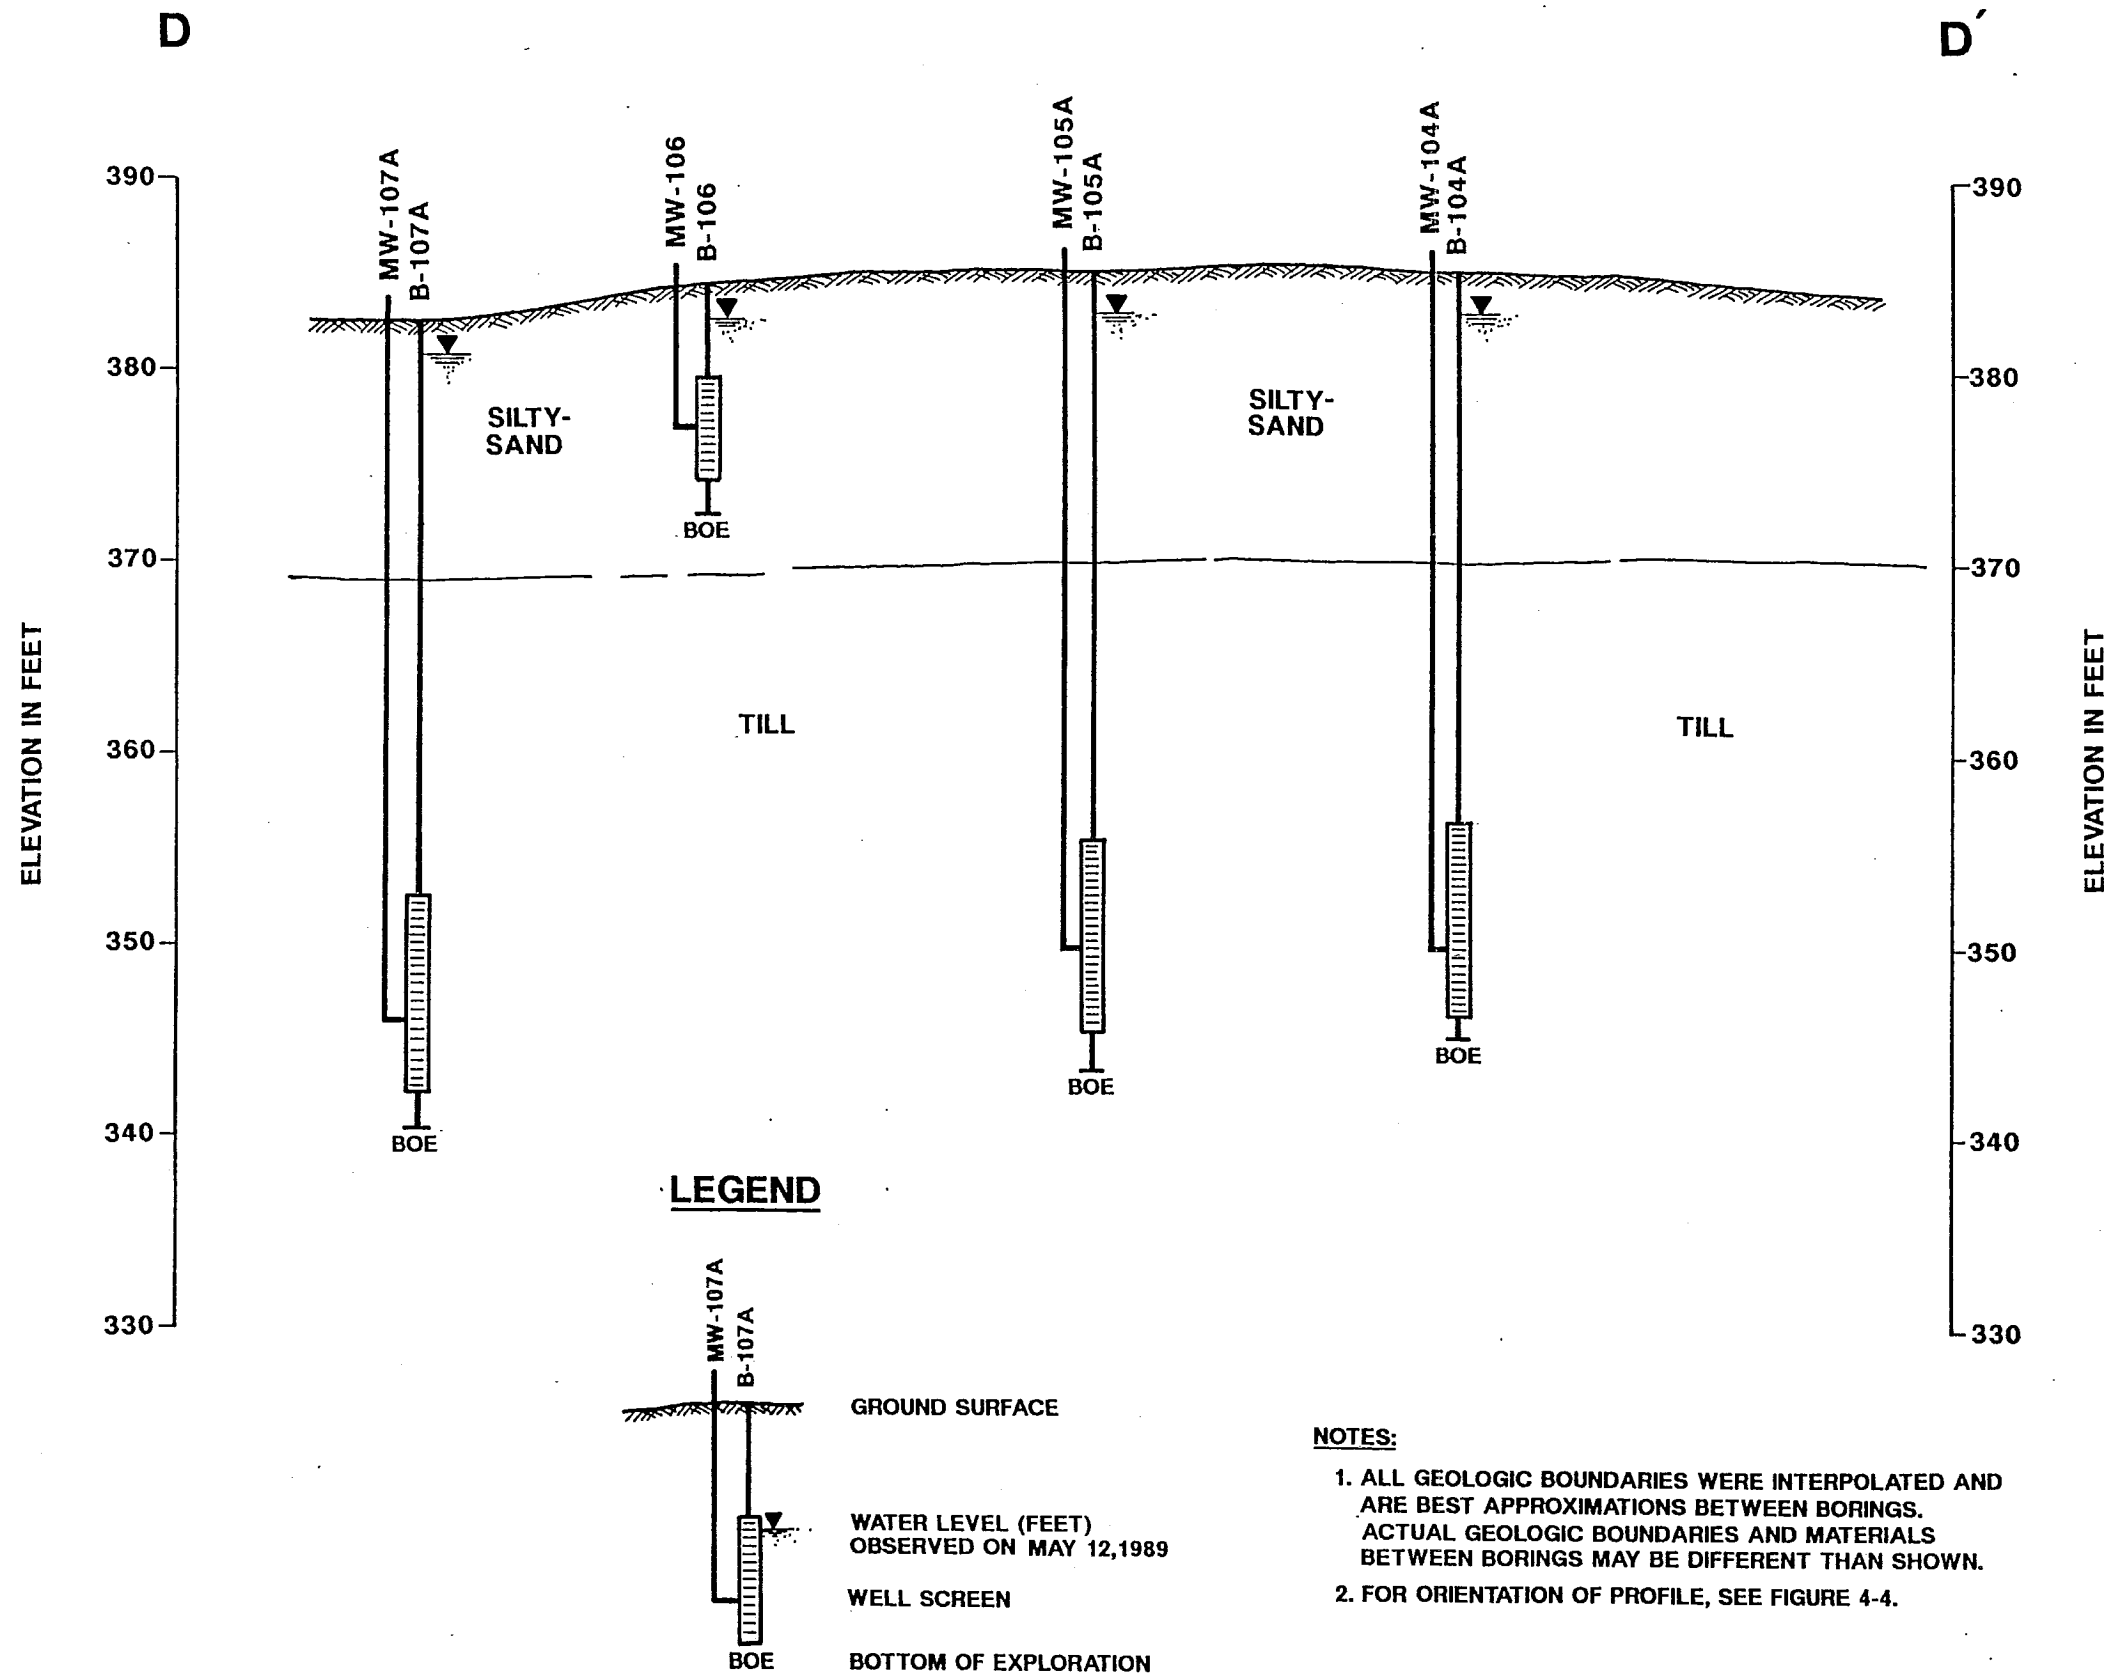 D
D′
MW-107A
B-107A
MW-106
B-106
MW-105A
B-105A
MW-104A
B-104A
390
390
380
380
SILTY-
SAND
SILTY-
SAND
BOE
370
370
ELEVATION IN FEET
ELEVATION IN FEET
TILL
TILL
360
360
350
350
BOE
BOE
340
340
BOE
LEGEND
330
330
MW-107A
B-107A
GROUND SURFACE
WATER LEVEL (FEET)
OBSERVED ON MAY 12,1989
WELL SCREEN
BOE
BOTTOM OF EXPLORATION
NOTES:
1. ALL GEOLOGIC BOUNDARIES WERE INTERPOLATED AND
ARE BEST APPROXIMATIONS BETWEEN BORINGS.
ACTUAL GEOLOGIC BOUNDARIES AND MATERIALS
BETWEEN BORINGS MAY BE DIFFERENT THAN SHOWN.
2. FOR ORIENTATION OF PROFILE, SEE FIGURE 4-4.